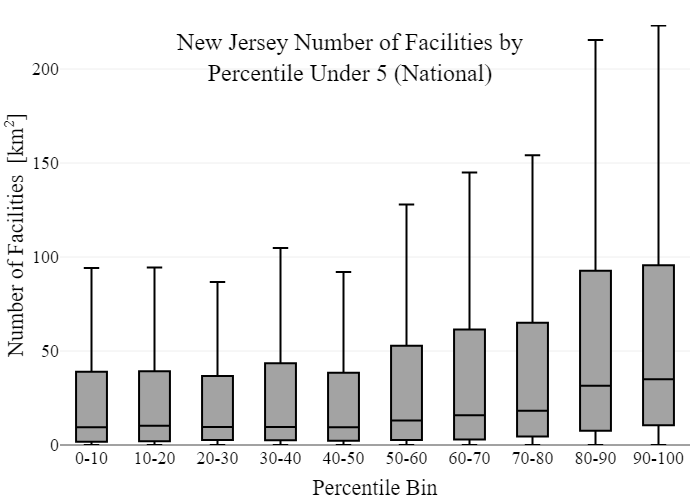 New Jersey Number of Facilities by
Percentile Under 5 (National)
Number of Facilities [km²]
200
150
100
50
0
0-10 10-20 20-30 30-40 40-50 50-60 60-70 70-80 80-90 90-100
Percentile Bin